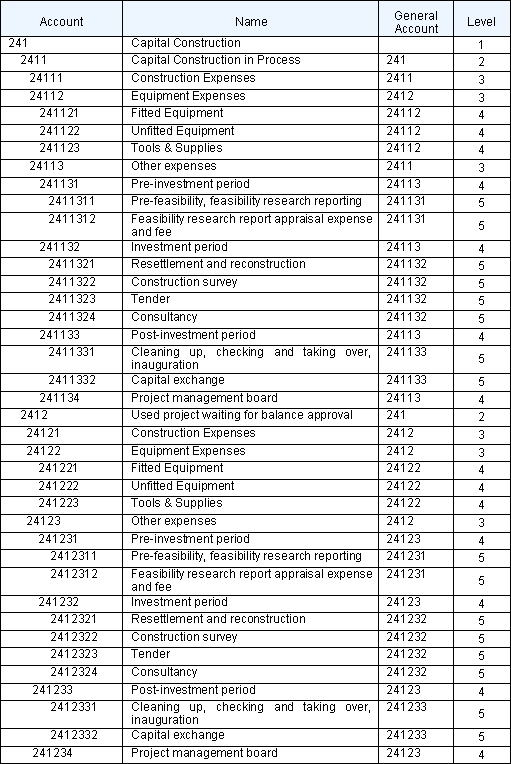 Account Name General Account Level
241 Capital Construction 1
2411 Capital Construction in Process 241 2
24111 Construction Expenses 2411 3
24112 Equipment Expenses 2412 3
241121 Fitted Equipment 24112 4
241122 Unfitted Equipment 24112 4
241123 Tools & Supplies 24112 4
24113 Other expenses 2411 3
241131 Pre-investment period 24113 4
2411311 Pre-feasibility, feasibility research reporting 241131 5
2411312 Feasibility research report appraisal expense 241131 5
and fee
241132 Investment period 24113 4
2411321 Resettlement and reconstruction 241132 5
2411322 Construction survey 241132 5
2411323 Tender 241132 5
2411324 Consultancy 241132 5
241133 Post-investment period 24113 4
2411331 Cleaning up, checking and taking over, 241133 5
inauguration
2411332 Capital exchange 241133 5
241134 Project management board 24113 4
2412 Used project waiting for balance approval 241 2
24121 Construction Expenses 2412 3
24122 Equipment Expenses 2412 3
241221 Fitted Equipment 24122 4
241222 Unfitted Equipment 24122 4
241223 Tools & Supplies 24122 4
24123 Other expenses 2412 3
241231 Pre-investment period 24123 4
2412311 Pre-feasibility, feasibility research reporting 241231 5
2412312 Feasibility research report appraisal expense 241231 5
and fee
241232 Investment period 24123 4
2412321 Resettlement and reconstruction 241232 5
2412322 Construction survey 241232 5
2412323 Tender 241232 5
2412324 Consultancy 241232 5
241233 Post-investment period 24123 4
2412331 Cleaning up, checking and taking over, 241233 5
inauguration
2412332 Capital exchange 241233 5
241234 Project management board 24123 4